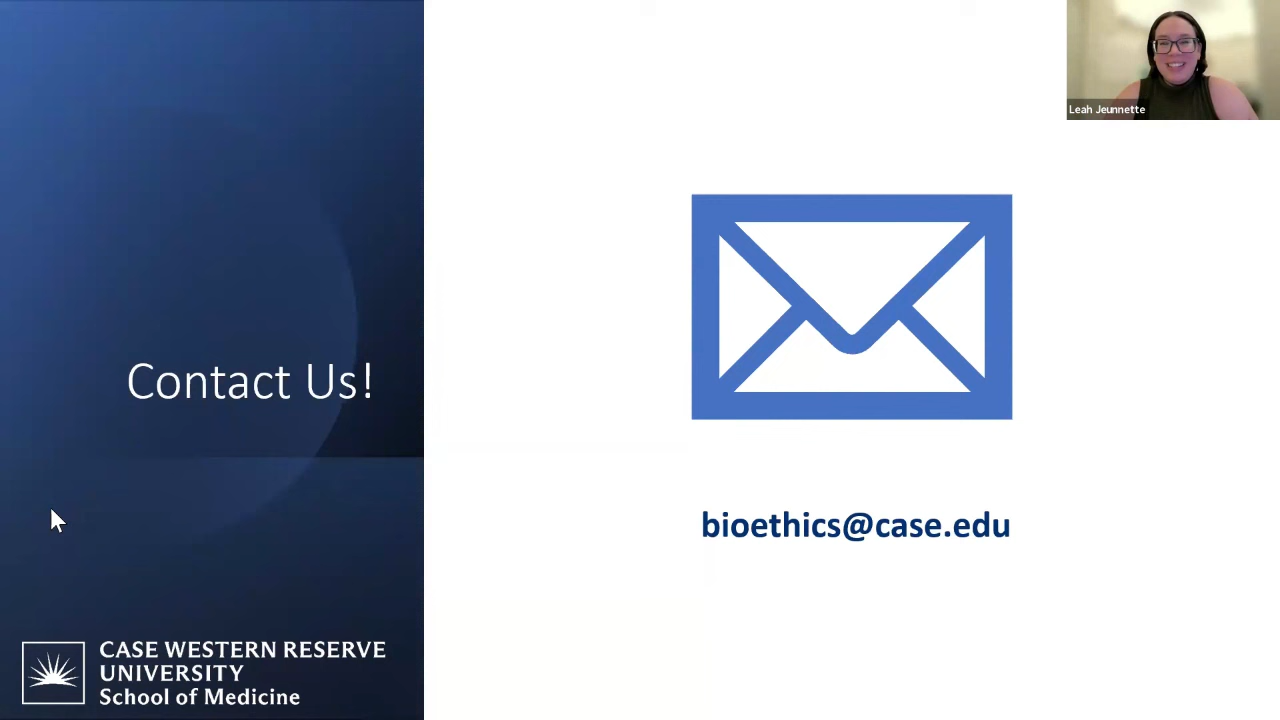 Leah Jeunnette
Contact Us!
bioethics@case.edu
CASE WESTERN RESERVE
UNIVERSITY
School of Medicine